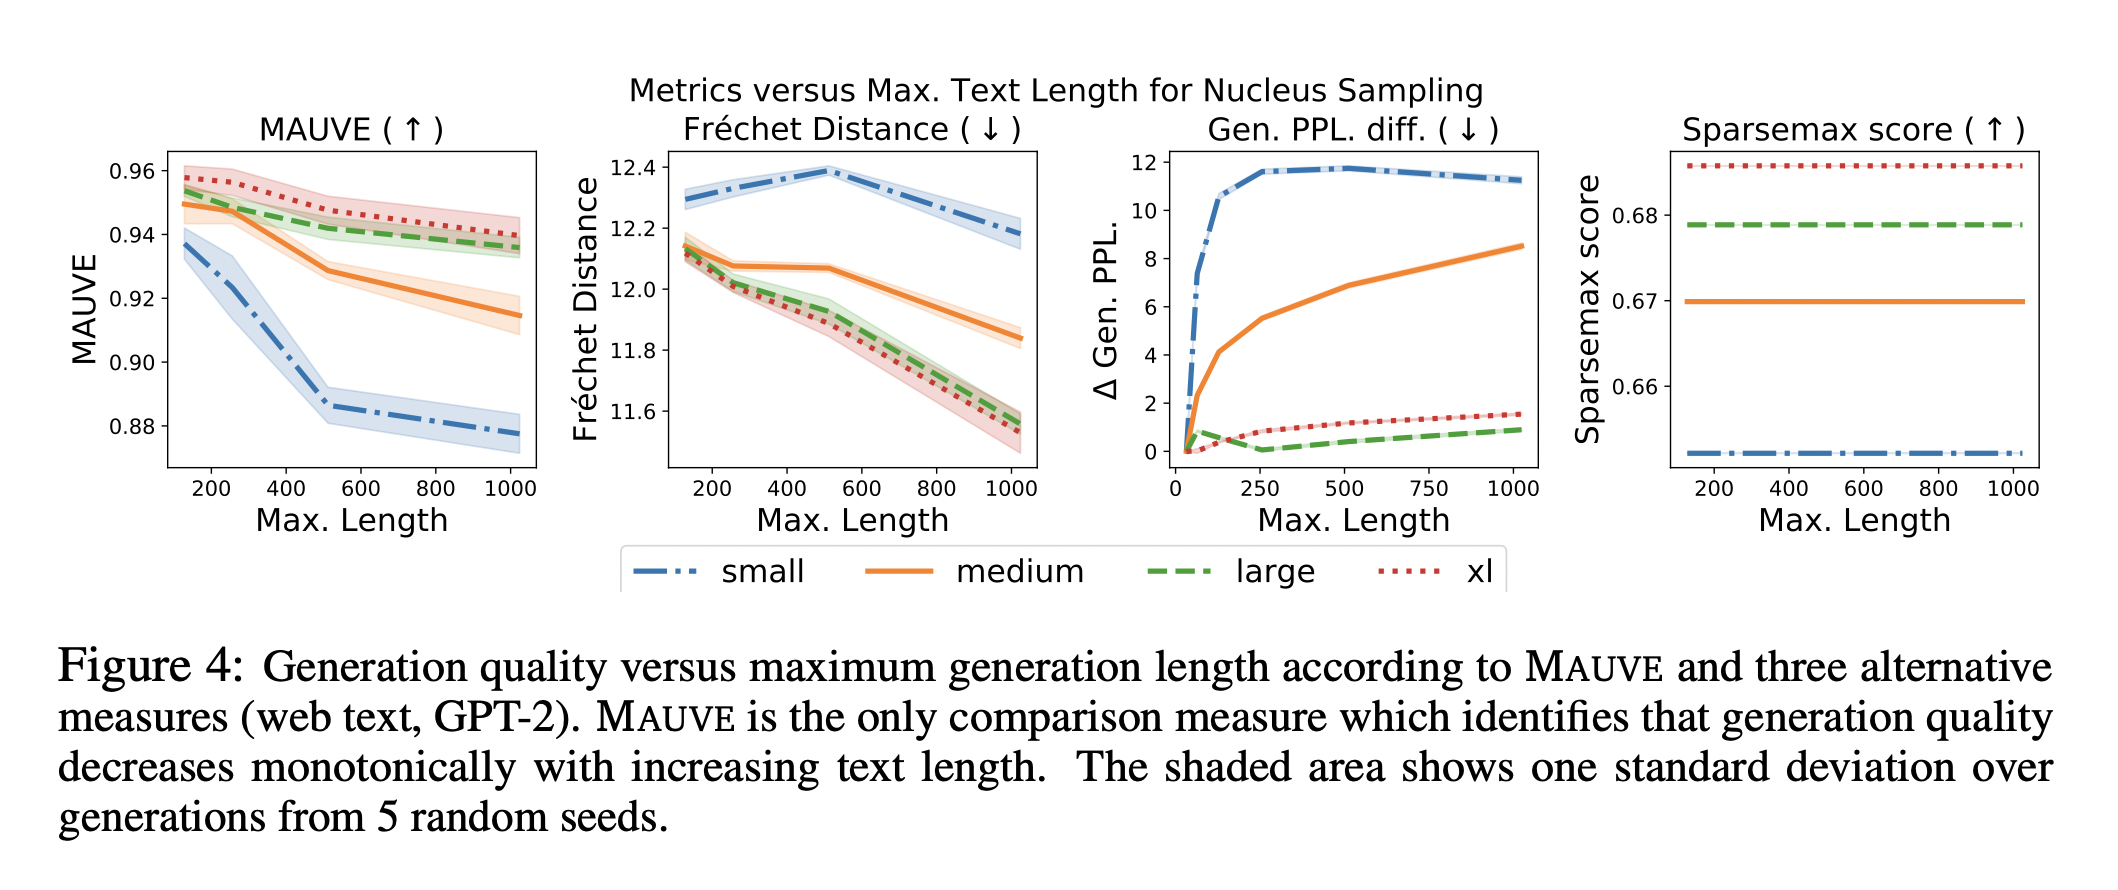 Metrics versus Max. Text Length for Nucleus Sampling
MAUVE ( ↑ )
MAUVE
0.96
0.94
0.92
0.90
0.88
200 400 600 800 1000
Max. Length
Fréchet Distance ( ↓ )
Fréchet Distance
12.4
12.2
12.0
11.8
11.6
200 400 600 800 1000
Max. Length
Gen. PPL. diff. ( ↓ )
Δ Gen. PPL.
12
10
8
6
4
2
0
0 250 500 750 1000
Max. Length
Sparsemax score ( ↑ )
Sparsemax score
0.68
0.67
0.66
200 400 600 800 1000
Max. Length
small medium large xl
Figure 4: Generation quality versus maximum generation length according to MAUVE and three alternative
measures (web text, GPT-2). MAUVE is the only comparison measure which identifies that generation quality
decreases monotonically with increasing text length. The shaded area shows one standard deviation over
generations from 5 random seeds.